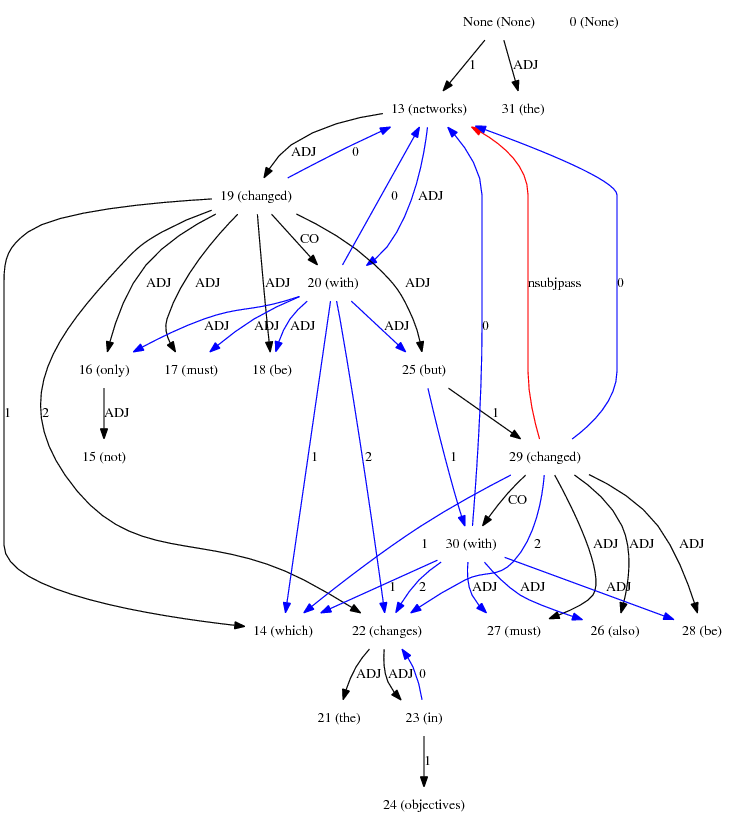 None (None) 0 (None)
1 ADJ
13 (networks) 31 (the)
ADJ 0
19 (changed) 0 ADJ
CO
ADJ ADJ ADJ 20 (with) ADJ nsubjpass 0
ADJ ADJ ADJ ADJ 0
16 (only) 17 (must) 18 (be) 25 (but)
1 2 ADJ 1
15 (not) 1 2 1 29 (changed)
CO
1 30 (with) 2 ADJ ADJ ADJ
1 2 ADJ ADJ ADJ
14 (which) 22 (changes) 27 (must) 26 (also) 28 (be)
ADJ ADJ 0
21 (the) 23 (in)
1
24 (objectives)